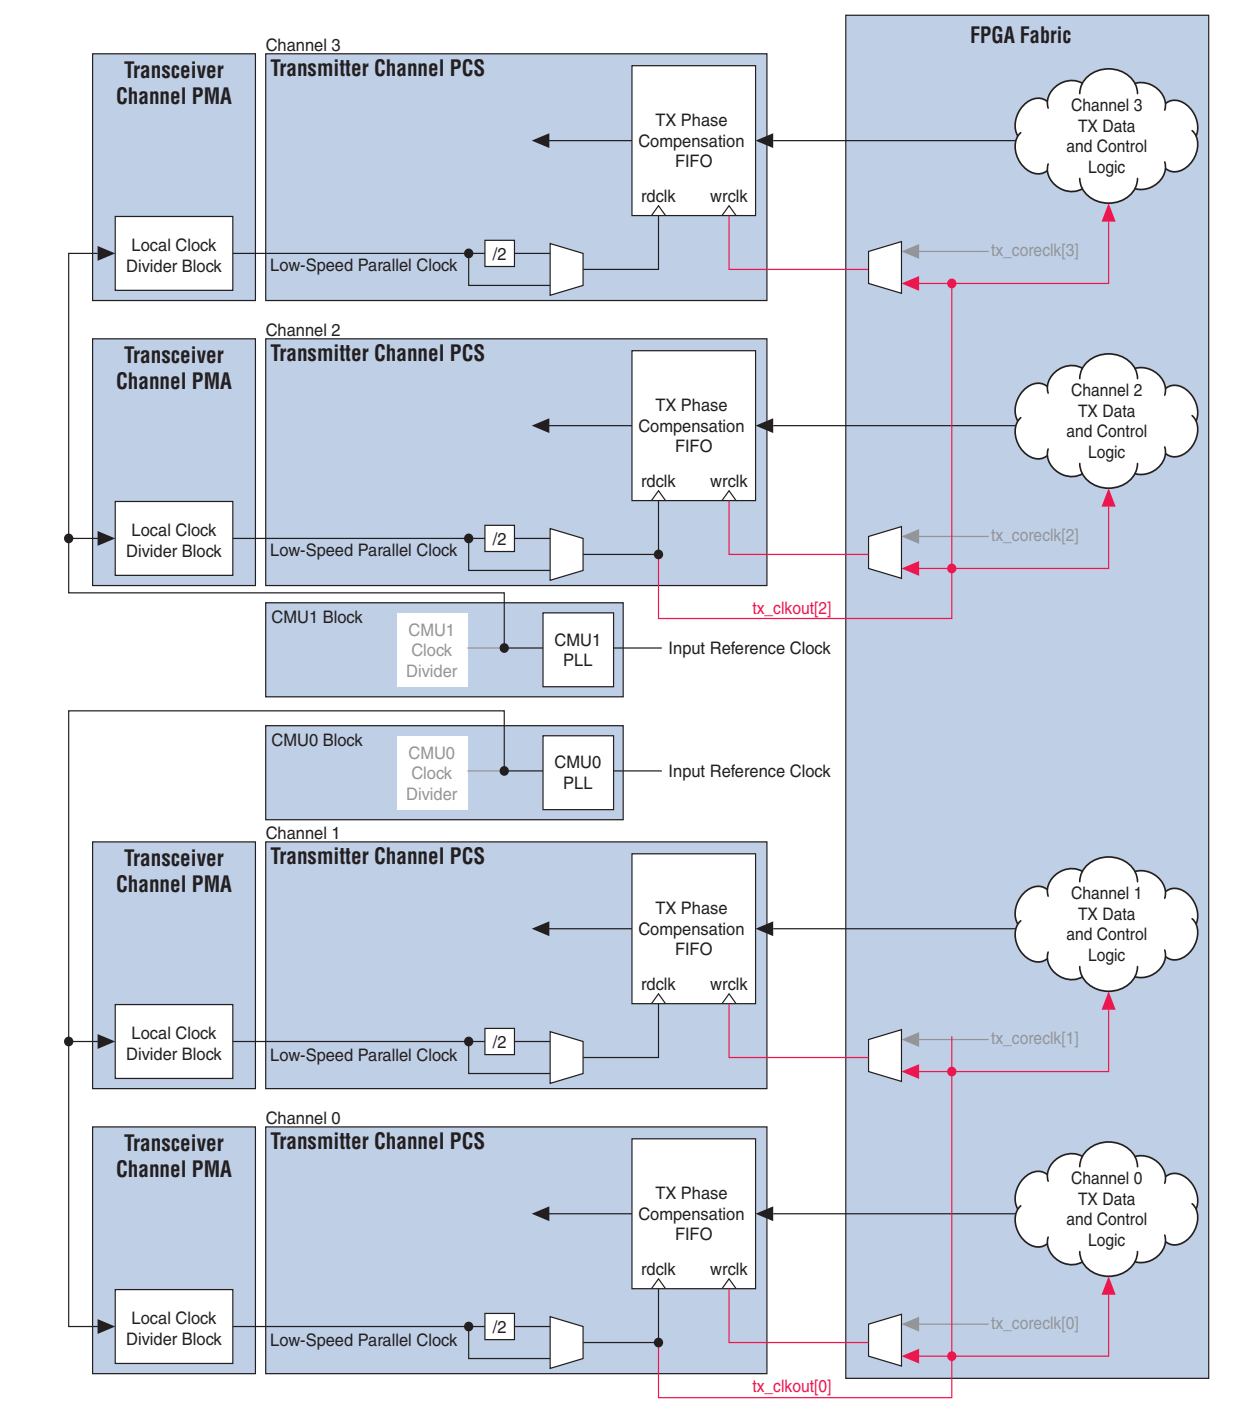 FPGA Fabric
Channel 3
Transceiver
Channel PMA
Transmitter Channel PCS
TX Phase
Compensation
FIFO
rdclk
wrclk
Channel 3
TX Data
and Control
Logic
Local Clock
Divider Block
Low-Speed Parallel Clock
/2
tx_coreclk[3]
Channel 2
Transceiver
Channel PMA
Transmitter Channel PCS
TX Phase
Compensation
FIFO
rdclk
wrclk
Channel 2
TX Data
and Control
Logic
Local Clock
Divider Block
Low-Speed Parallel Clock
/2
tx_coreclk[2]
tx_clkout[2]
CMU1 Block
CMU1
Clock
Divider
CMU1
PLL
Input Reference Clock
CMU0 Block
CMU0
Clock
Divider
CMU0
PLL
Input Reference Clock
Channel 1
Transceiver
Channel PMA
Transmitter Channel PCS
TX Phase
Compensation
FIFO
rdclk
wrclk
Channel 1
TX Data
and Control
Logic
Local Clock
Divider Block
Low-Speed Parallel Clock
/2
tx_coreclk[1]
Channel 0
Transceiver
Channel PMA
Transmitter Channel PCS
TX Phase
Compensation
FIFO
rdclk
wrclk
Channel 0
TX Data
and Control
Logic
Local Clock
Divider Block
Low-Speed Parallel Clock
/2
tx_coreclk[0]
tx_clkout[0]